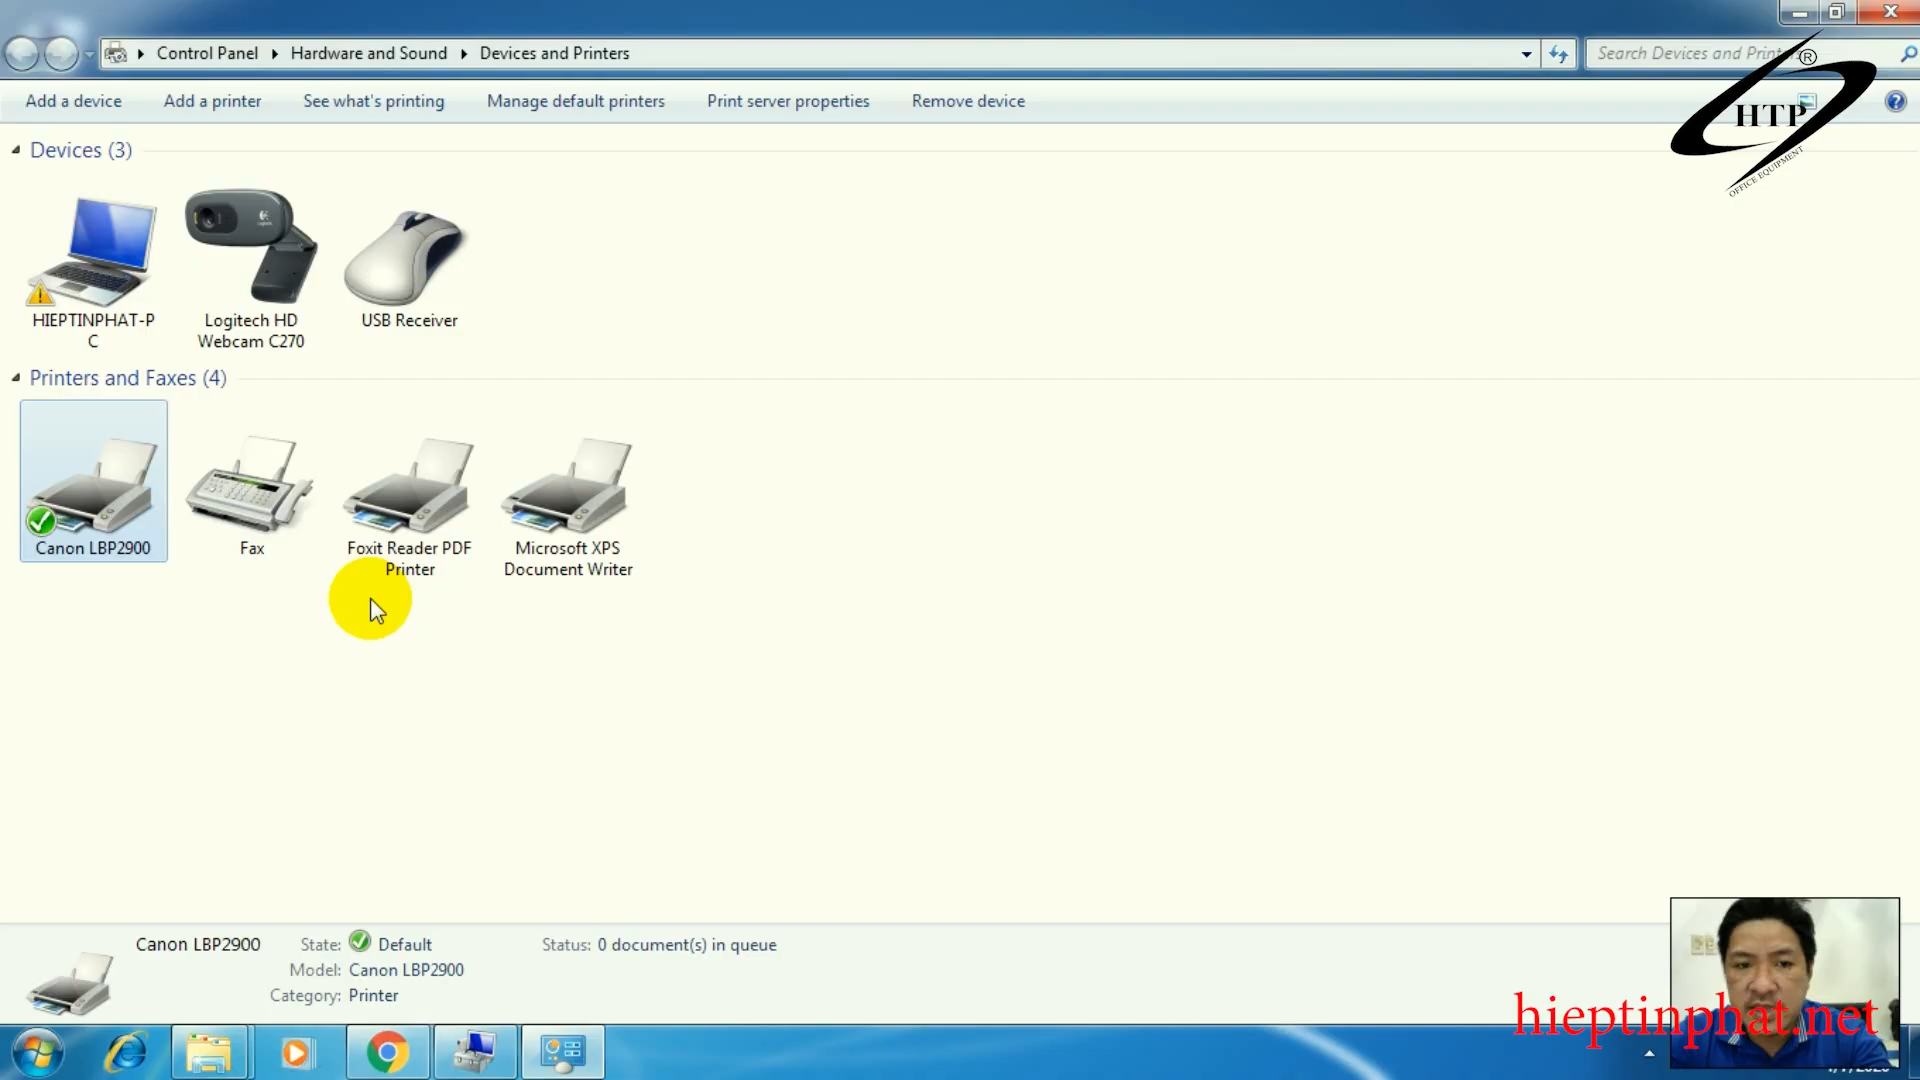 Control Panel Hardware and Sound Devices and Printers
Search Devices and Print
Add a device Add a printer See what's printing Manage default printers Print server properties Remove device
®
HTP
OFFICE EQUIPMENT
Devices (3)
HIEPTINPHAT-P
C
Logitech HD
Webcam C270
USB Receiver
Printers and Faxes (4)
Canon LBP2900
Fax
Foxit Reader PDF
Printer
Microsoft XPS
Document Writer
Canon LBP2900 State: Default Status: 0 document(s) in queue
Model: Canon LBP2900
Category: Printer
hieptinphat.net